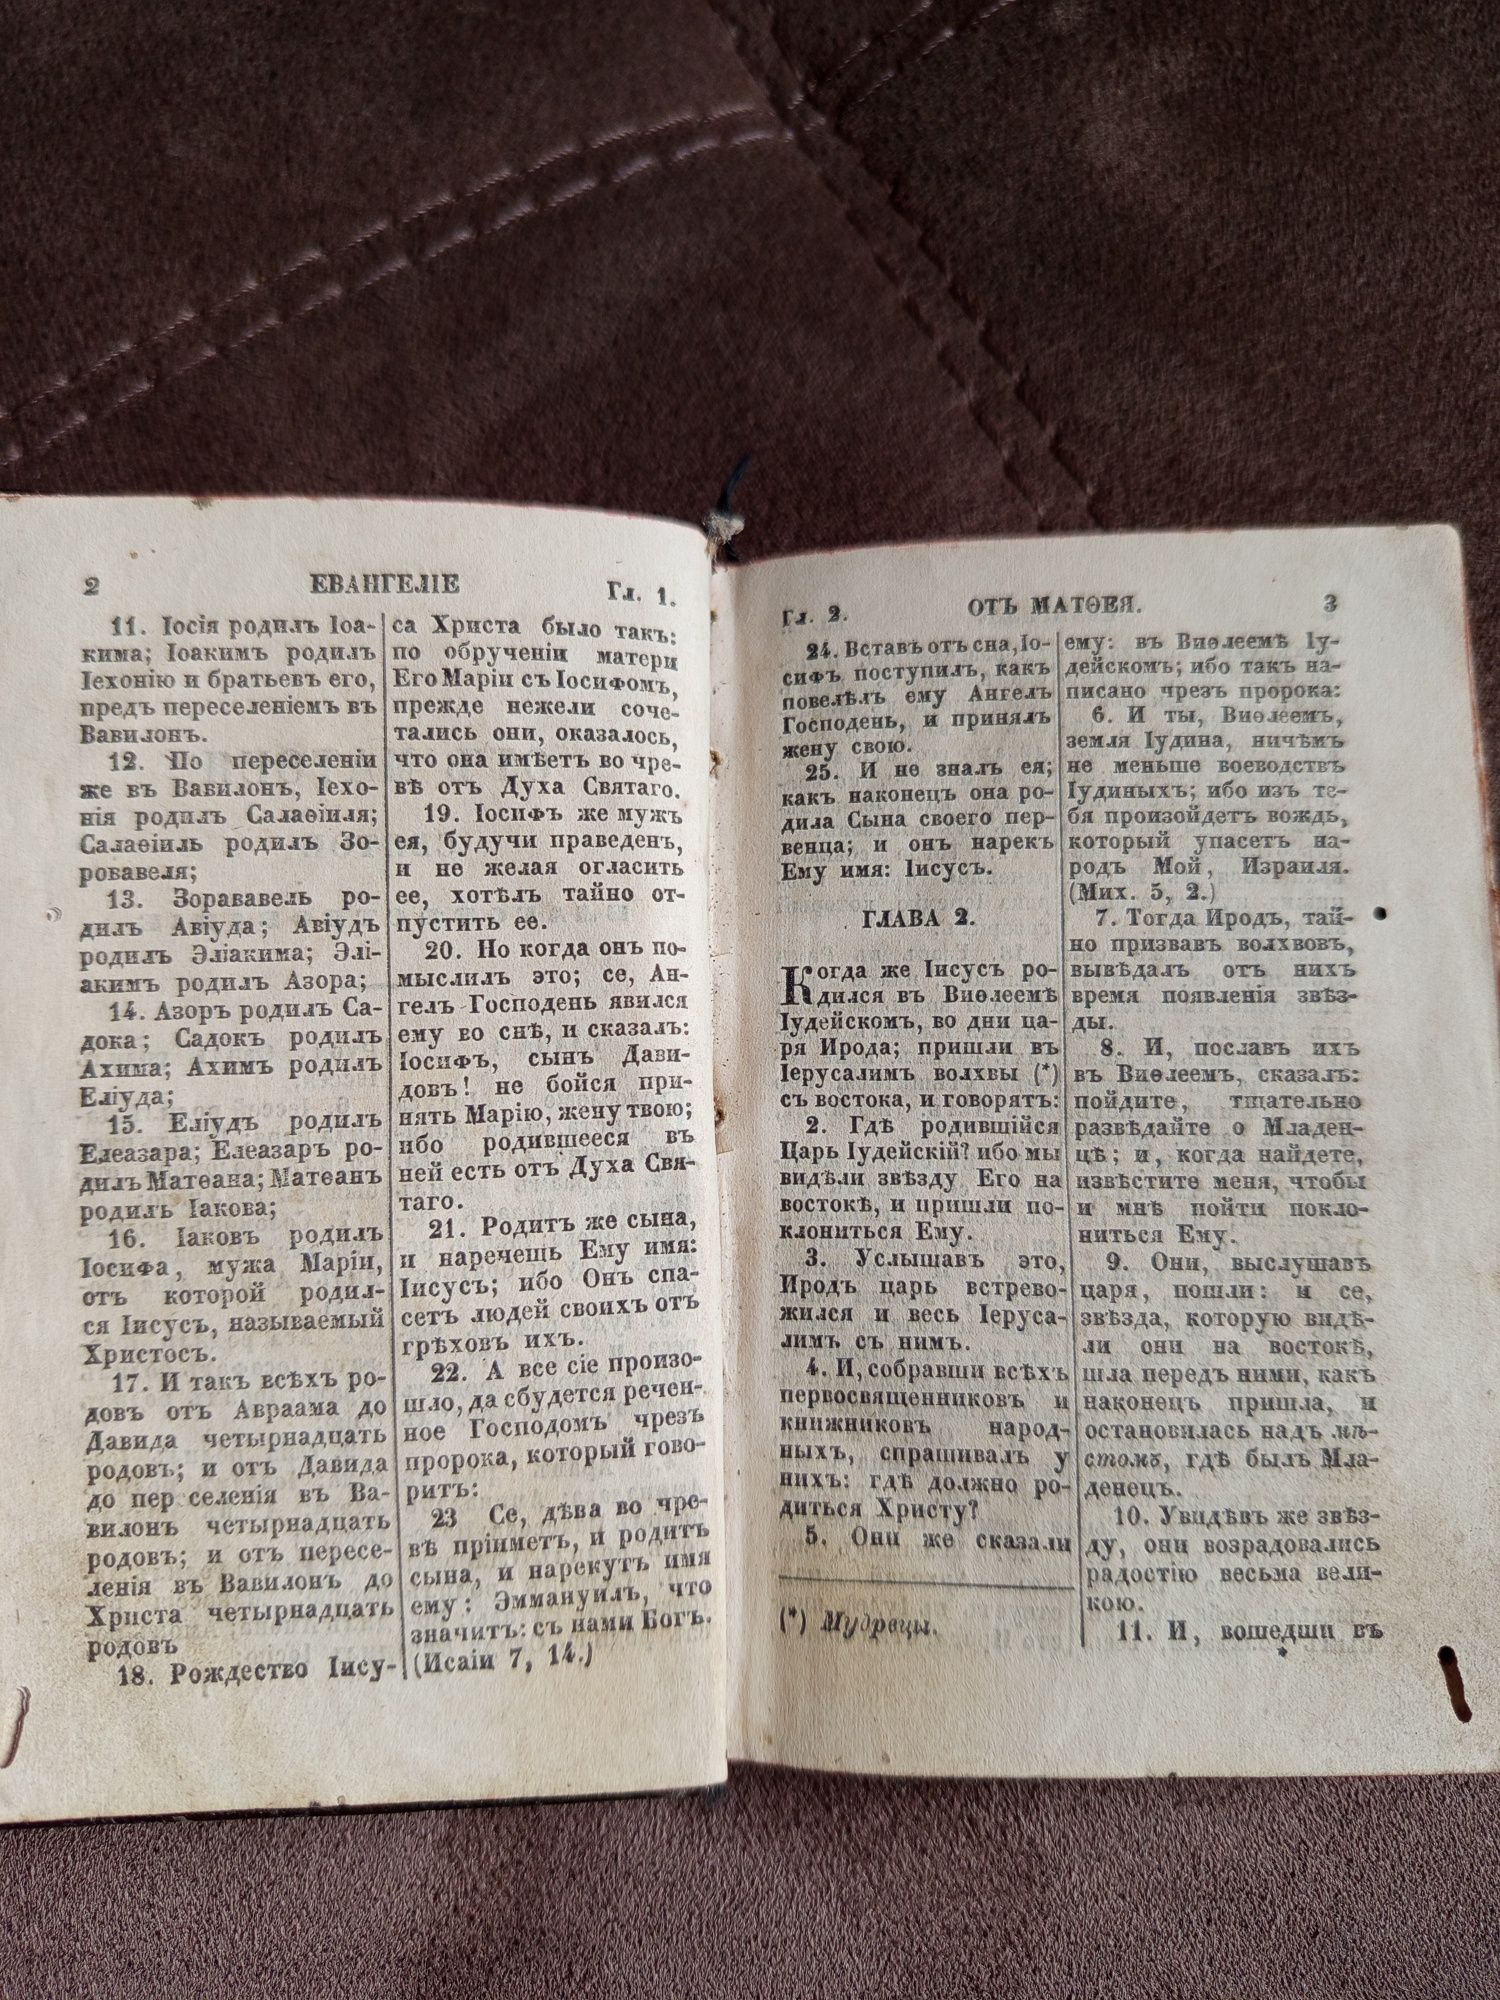 2 ЕВАНГЕЛІЕ Гл. 1.
11. Іосія родилъ Іоа-
кима; Іоакимъ родилъ
Іехонію и братьевъ его,
предъ переселеніемъ въ
Вавилонъ.
12. По переселеніи
же въ Вавилонъ, Іехо-
нія родилъ Салаѳіиля;
Салаѳіиль родилъ Зо-
ровавеля;
13. Зорававель ро-
дилъ Авіуда; Авіудъ
родилъ Эліакима; Элі-
акимъ родилъ Азора;
14. Азоръ родилъ Са-
дока; Садокъ родилъ
Ахима; Ахимъ родилъ
Еліуда;
15. Еліудъ родилъ
Елеазара; Елеазаръ ро-
дилъ Матѳана; Матѳанъ
родилъ Іакова;
16. Іаковъ родилъ
Іосифа, мужа Маріи,
отъ которой родил-
ся Іисусъ, называемый
Христосъ.
17. И такъ всѣхъ ро-
довъ отъ Авраама до
Давида четырнадцать
родовъ; и отъ Давида
до пер селенія въ Ва-
вилонъ четырнадцать
родовъ; и отъ пересе-
ленія въ Вавилонъ до
Христа четырнадцать
родовъ
18. Рождество Іису-
са Христа было такъ:
по обрученіи матери
Его Маріи съ Іосифомъ,
прежде нежели соче-
тались они, оказалось,
что она имѣетъ во чре-
вѣ отъ Духа Святаго.
19. Іосифъ же мужъ
ея, будучи праведенъ,
и не желая огласить
ее, хотѣлъ тайно от-
пустить ее.
20. Но когда онъ по-
мыслилъ это; се, Ан-
гелъ Господень явился
ему во снѣ, и сказалъ:
Іосифъ, сынъ Дави-
довъ! не бойся при-
нять Марію, жену твою;
ибо родившееся въ
ней есть отъ Духа Свя-
таго.
21. Родитъ же сына,
и наречешь Ему имя:
Іисусъ; ибо Онъ спа-
сетъ людей своихъ отъ
грѣховъ ихъ.
22. А все сіе произо-
шло, да сбудется речен-
ное Господомъ чрезъ
пророка, который гово-
ритъ:
23 Се, дѣва во чре-
вѣ пріиметъ, и родитъ
сына, и нарекутъ имя
ему: Эммануилъ, что
значитъ: съ нами Богъ.
(Исаіи 7, 14.)
Гл. 2. ОТЪ МАТѲЕЯ. 3
24. Вставъ отъ сна, Іо-
сифъ поступилъ, какъ
повелѣлъ ему Ангелъ
Господень, и принялъ
жену свою.
25. И не зналъ ея;
какъ наконецъ она ро-
дила Сына своего пер-
венца; и онъ нарекъ
Ему имя: Іисусъ.
ГЛАВА 2.
Когда же Іисусъ ро-
дился въ Виѳлеемѣ
Іудейскомъ, во дни ца-
ря Ирода; пришли въ
Іерусалимъ волхвы (*)
съ востока, и говорятъ:
2. Гдѣ родившійся
Царь Іудейскій? ибо мы
видѣли звѣзду Его на
востокѣ, и пришли по-
клониться Ему.
3. Услышавъ это,
Иродъ царь встрево-
жился и весь Іеруса-
лимъ съ нимъ.
4. И, собравши всѣхъ
первосвященниковъ и
книжниковъ народ-
ныхъ, спрашивалъ у
нихъ: гдѣ должно ро-
диться Христу?
5. Они же сказали
(*) Мудрецы.
ему: въ Виѳлеемѣ Іу-
дейскомъ; ибо такъ на-
писано чрезъ пророка:
6. И ты, Виѳлеемъ,
земля Іудина, ничѣмъ
не меньше воеводствъ
Іудиныхъ; ибо изъ те-
бя произойдетъ вождь,
который упасетъ на-
родъ Мой, Израиля.
(Мих. 5, 2.)
7. Тогда Иродъ, тай-
но призвавъ волхвовъ,
вывѣдалъ отъ нихъ
время появленія звѣз-
ды.
8. И, пославъ ихъ
въ Виѳлеемъ, сказалъ:
пойдите, тщательно
развѣдайте о Младен-
цѣ; и, когда найдете,
извѣстите меня, чтобы
и мнѣ пойти покло-
ниться Ему.
9. Они, выслушавъ
царя, пошли: и се,
звѣзда, которую видѣ-
ли они на востокѣ,
шла передъ ними, какъ
наконецъ пришла, и
остановилась надъ мѣ-
стомъ, гдѣ былъ Мла-
денецъ.
10. Увидѣвъ же звѣз-
ду, они возрадовались
радостію весьма вели-
кою.
11. И, вошедши въ